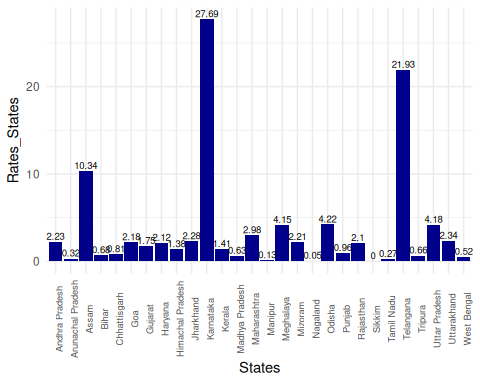 27.69
21.93
10.34
2.23
0.32
0.68
0.81
2.18
1.75
2.12
1.38
2.28
1.41
0.63
2.98
0.13
4.15
2.21
0.05
4.22
0.96
2.1
0
0.27
0.66
4.18
2.34
0.52
20
10
0
Rates_States
Andhra Pradesh
Arunachal Pradesh
Assam
Bihar
Chhattisgarh
Goa
Gujarat
Haryana
Himachal Pradesh
Jharkhand
Karnataka
Kerala
Madhya Pradesh
Maharashtra
Manipur
Meghalaya
Mizoram
Nagaland
Odisha
Punjab
Rajasthan
Sikkim
Tamil Nadu
Telangana
Tripura
Uttar Pradesh
Uttarakhand
West Bengal
States